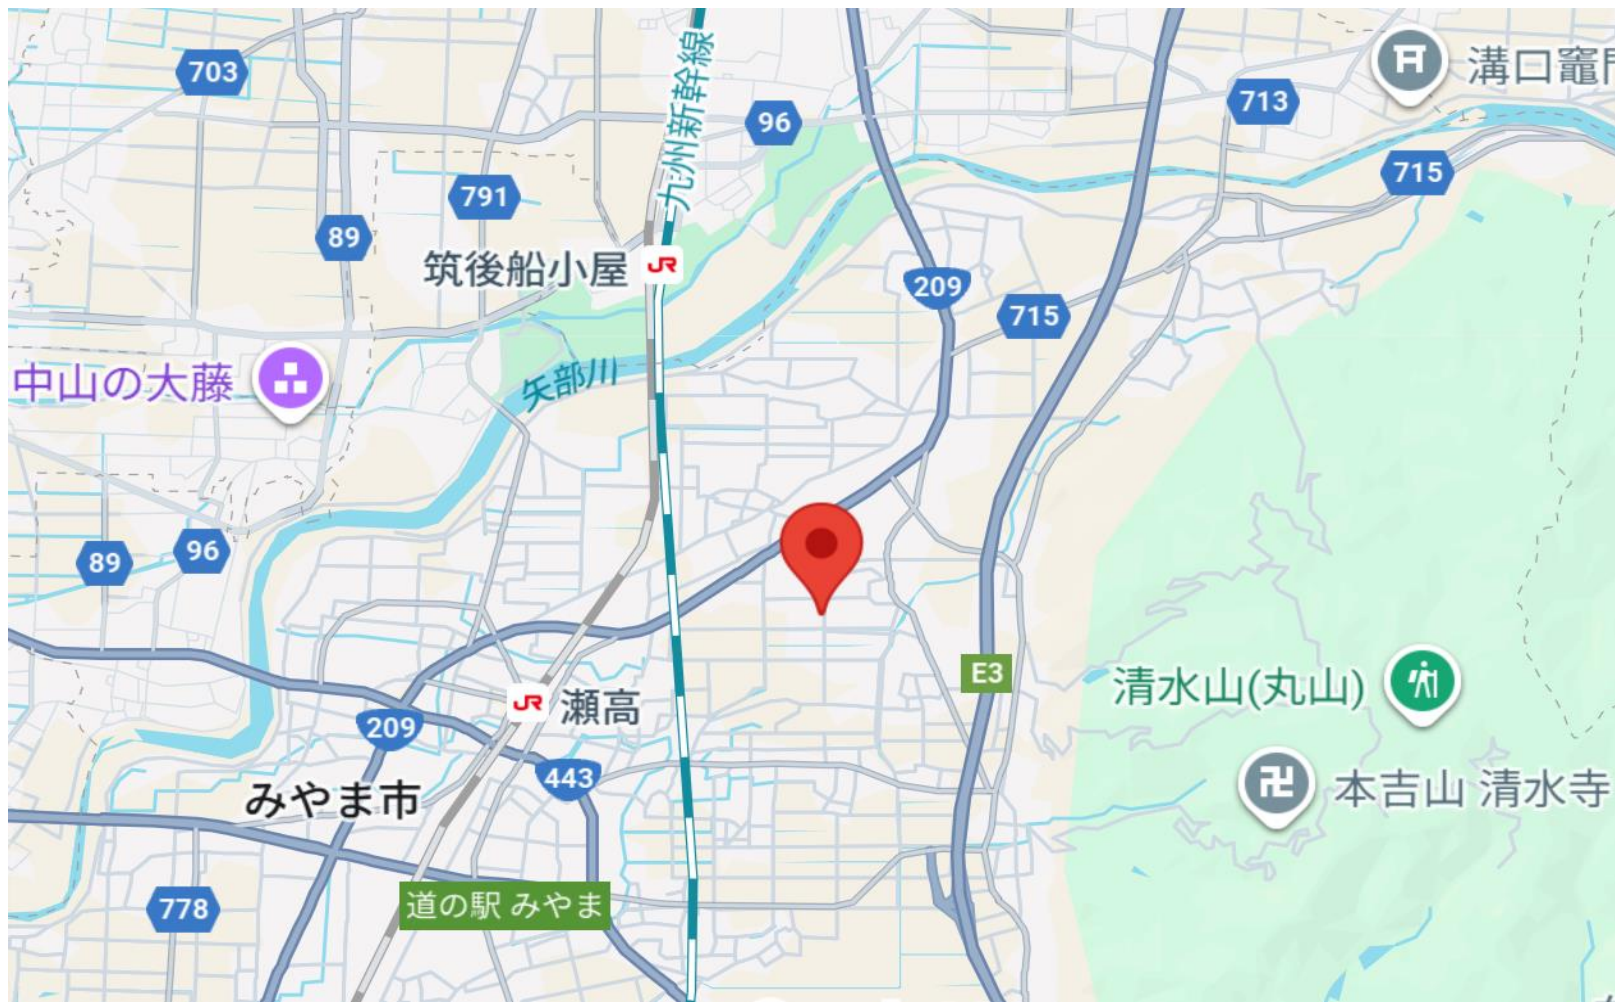 703
九州新幹線
96
713
溝口竈門
715
791
89
筑後船小屋
JR
209
715
中山の大藤
矢部川
89
96
E3
清水山(丸山)
JR
瀬高
209
443
みやま市
卍
本吉山 清水寺
778
道の駅 みやま